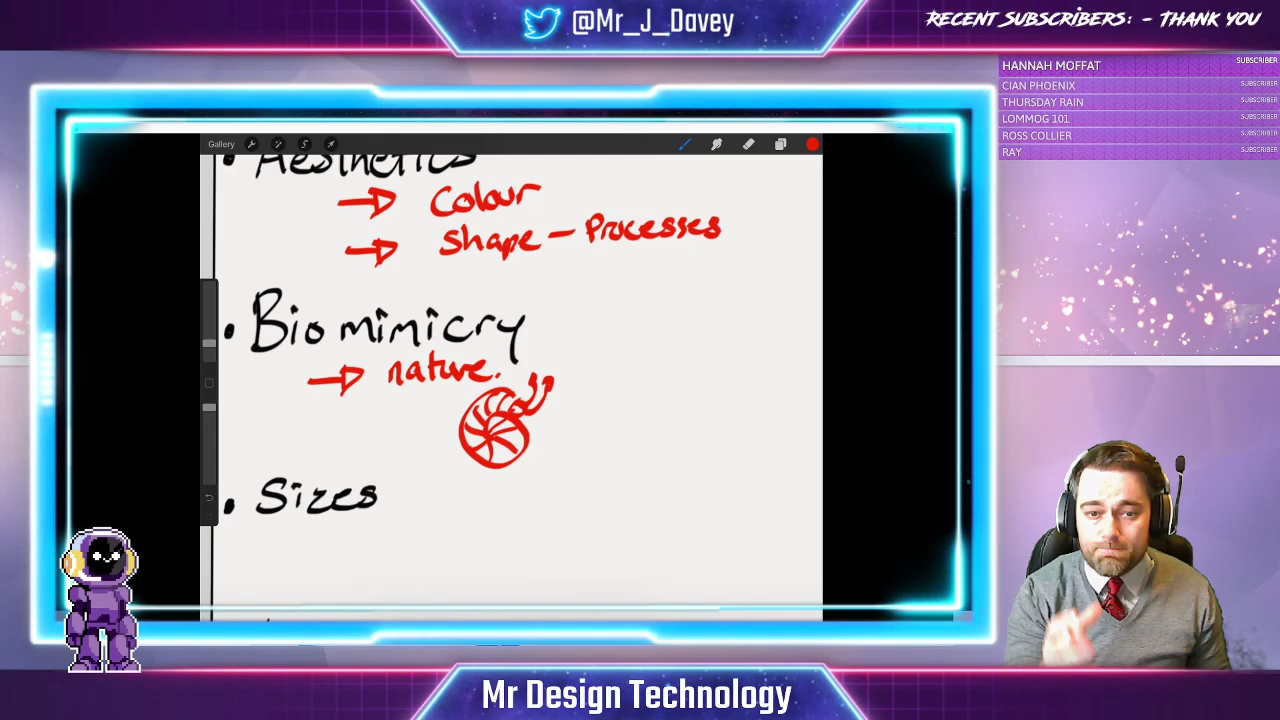 @Mr_J_Davey
RECENT SUBSCRIBERS: - THANK YOU
HANNAH MOFFAT SUBSCRIBER
CIAN PHOENIX SUBSCRIBER
THURSDAY RAIN SUBSCRIBER
LOMMOG 101 SUBSCRIBER
ROSS COLLIER SUBSCRIBER
RAY SUBSCRIBER
Gallery
• Aesthetics
→ Colour
→ Shape – Processes
• Biomimicry
→ nature.
• Sizes
Mr Design Technology